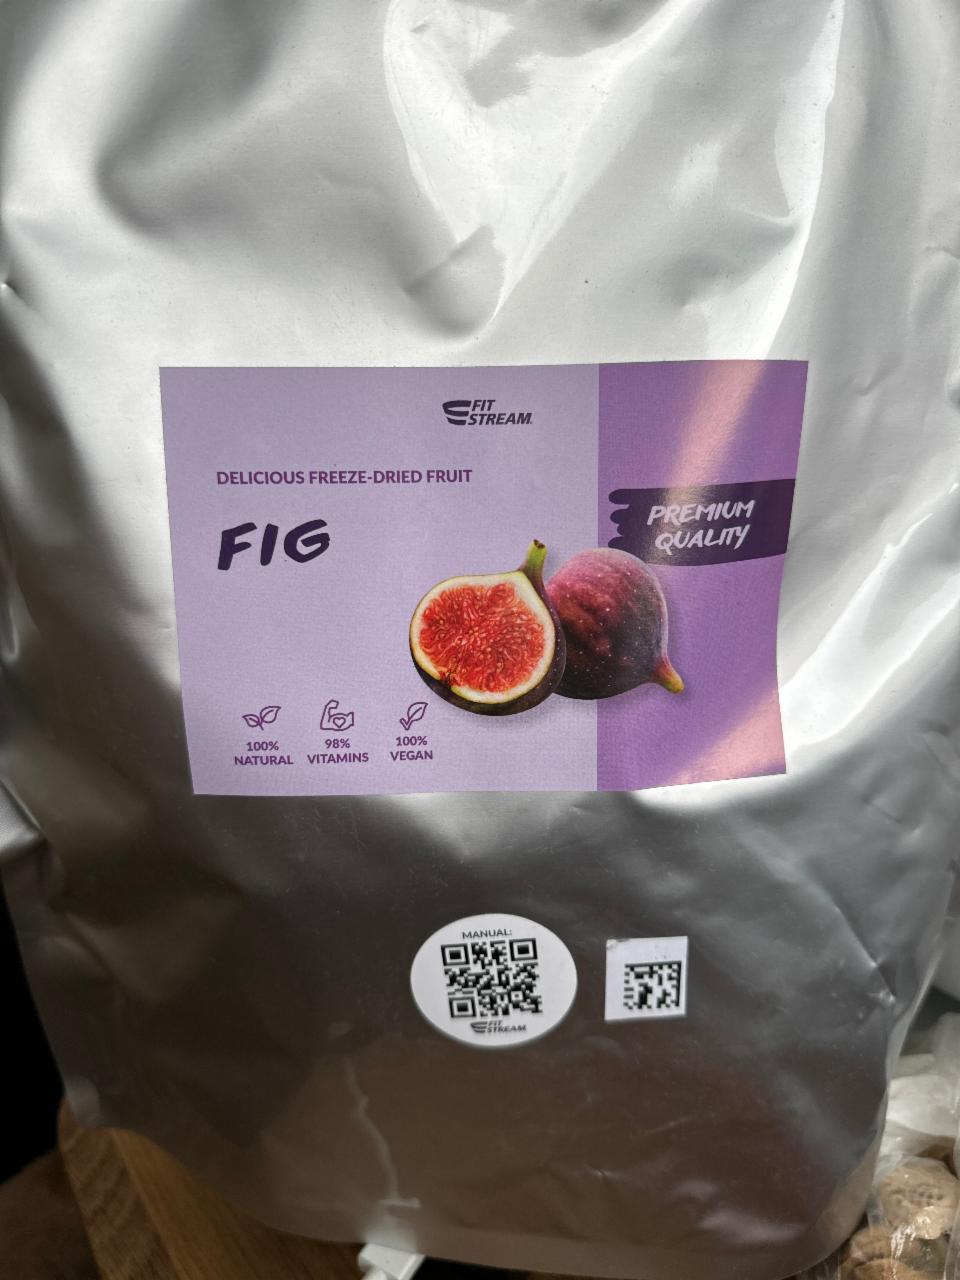 FIT
STREAM.
DELICIOUS FREEZE-DRIED FRUIT
FIG
PREMIUM
QUALITY
100%
NATURAL
98%
VITAMINS
100%
VEGAN
MANUAL:
FIT
STREAM